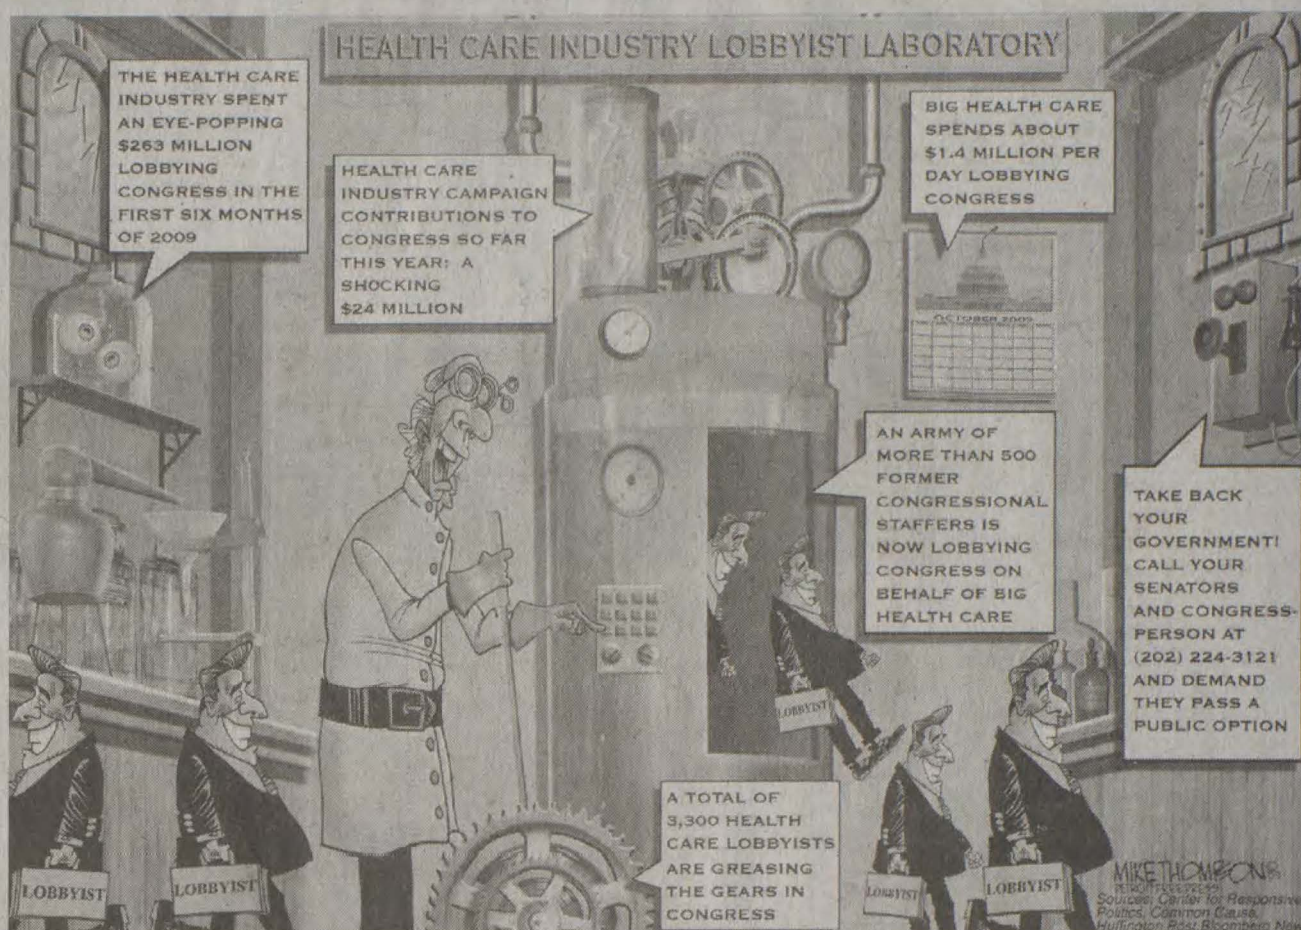 HEALTH CARE INDUSTRY LOBBYIST LABORATORY
THE HEALTH CARE
INDUSTRY SPENT
AN EYE-POPPING
$263 MILLION
LOBBYING
CONGRESS IN THE
FIRST SIX MONTHS
OF 2009
HEALTH CARE
INDUSTRY CAMPAIGN
CONTRIBUTIONS TO
CONGRESS SO FAR
THIS YEAR: A
SHOCKING
$24 MILLION
BIG HEALTH CARE
SPENDS ABOUT
$1.4 MILLION PER
DAY LOBBYING
CONGRESS
OCTOBER 2009
AN ARMY OF
MORE THAN 500
FORMER
CONGRESSIONAL
STAFFERS IS
NOW LOBBYING
CONGRESS ON
BEHALF OF BIG
HEALTH CARE
TAKE BACK
YOUR
GOVERNMENT!
CALL YOUR
SENATORS
AND CONGRESS-
PERSON AT
(202) 224-3121
AND DEMAND
THEY PASS A
PUBLIC OPTION
A TOTAL OF
3,300 HEALTH
CARE LOBBYISTS
ARE GREASING
THE GEARS IN
CONGRESS
LOBBYIST
LOBBYIST
LOBBYIST
LOBBYIST
LOBBYIST
MIKE THOMPSON
DETROIT FREE PRESS
Sources: Center for Responsive
Politics, Common Cause,
Huffington Post, Bloomberg